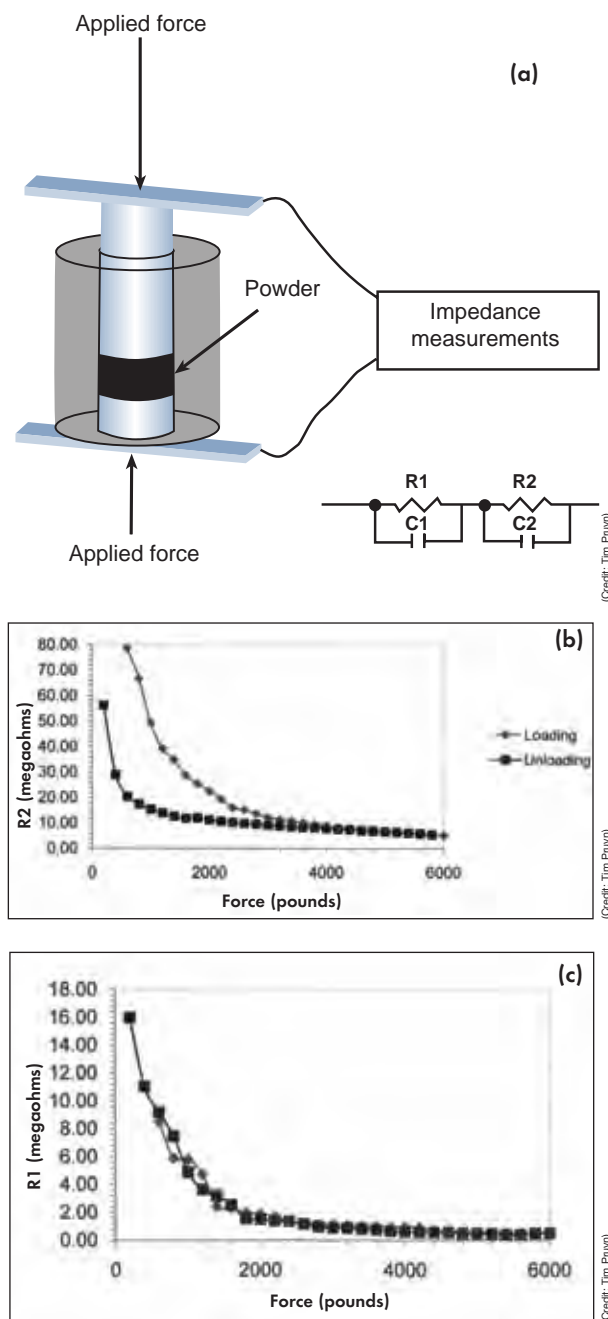 Applied force
(a)
Powder
Impedance
measurements
R1
R2
C1
C2
Applied force
(Credit: Tim Pruyn)
(b)
80.00
70.00
60.00
50.00
40.00
30.00
20.00
10.00
0.00
R2 (megaohms)
Loading
Unloading
0
2000
4000
6000
Force (pounds)
(Credit: Tim Pruyn)
(c)
18.00
16.00
14.00
12.00
10.00
8.00
6.00
4.00
2.00
0.00
R1 (megaohms)
0
2000
4000
6000
Force (pounds)
Credit: Tim Pruyn)